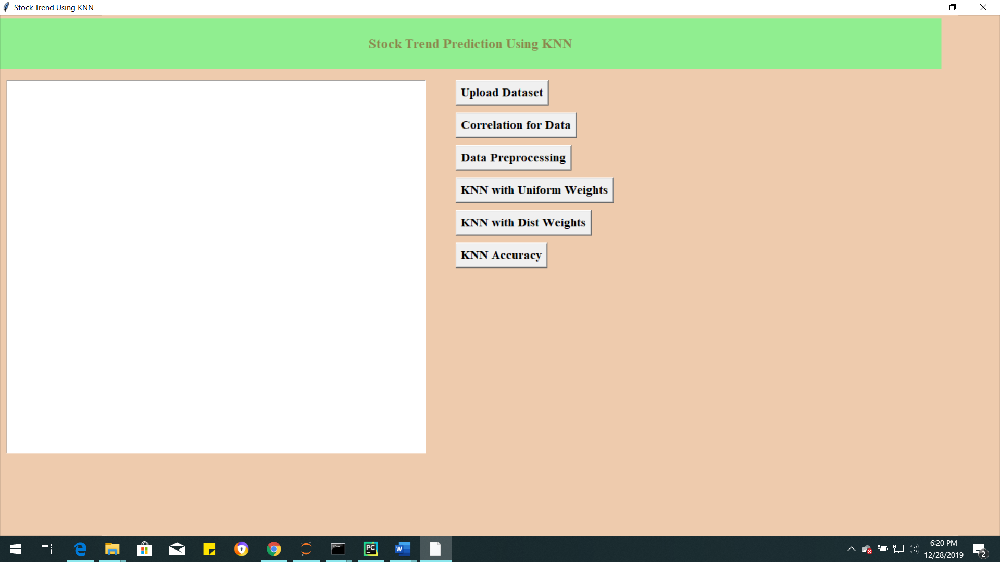 Stock Trend Using KNN
Stock Trend Prediction Using KNN
Upload Dataset
Correlation for Data
Data Preprocessing
KNN with Uniform Weights
KNN with Dist Weights
KNN Accuracy
PC
W
6:20 PM
12/28/2019
2